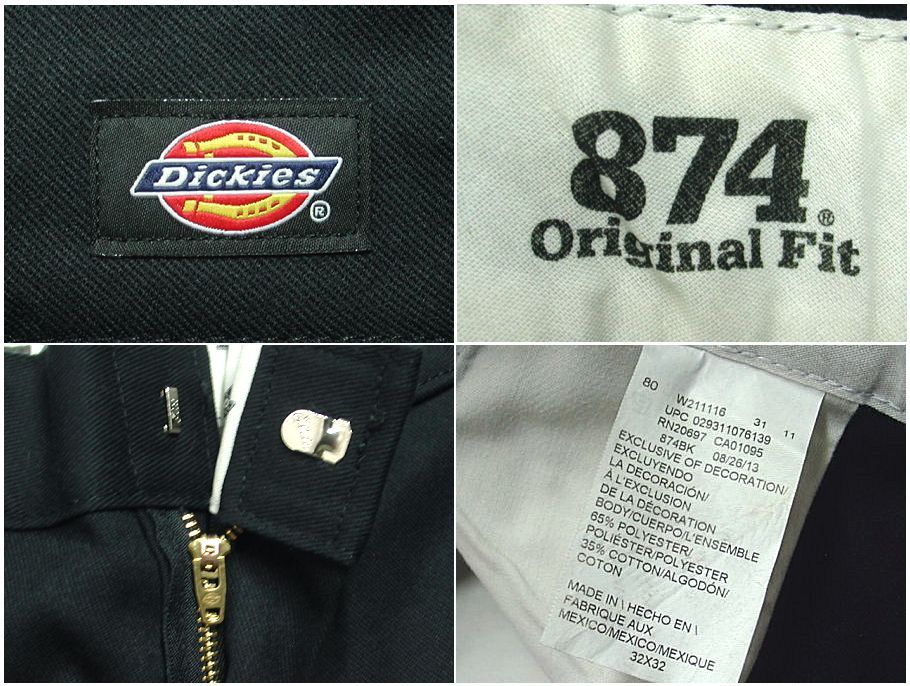 Dickies
®
874®
Original Fit
80
W211116 31 11
UPC 029311076139
RN20697 CA01095
874BK 08/26/13
EXCLUSIVE OF DECORATION/
EXCLUYENDO
LA DECORACIÓN/
À L'EXCLUSION
DE LA DÉCORATION
BODY/CUERPO/L'ENSEMBLE
65% POLYESTER/
POLIÉSTER/POLYESTER
35% COTTON/ALGODÓN/
COTON
MADE IN \ HECHO EN \
FABRIQUE AUX
MEXICO/MEXICO/MEXIQUE
32X32